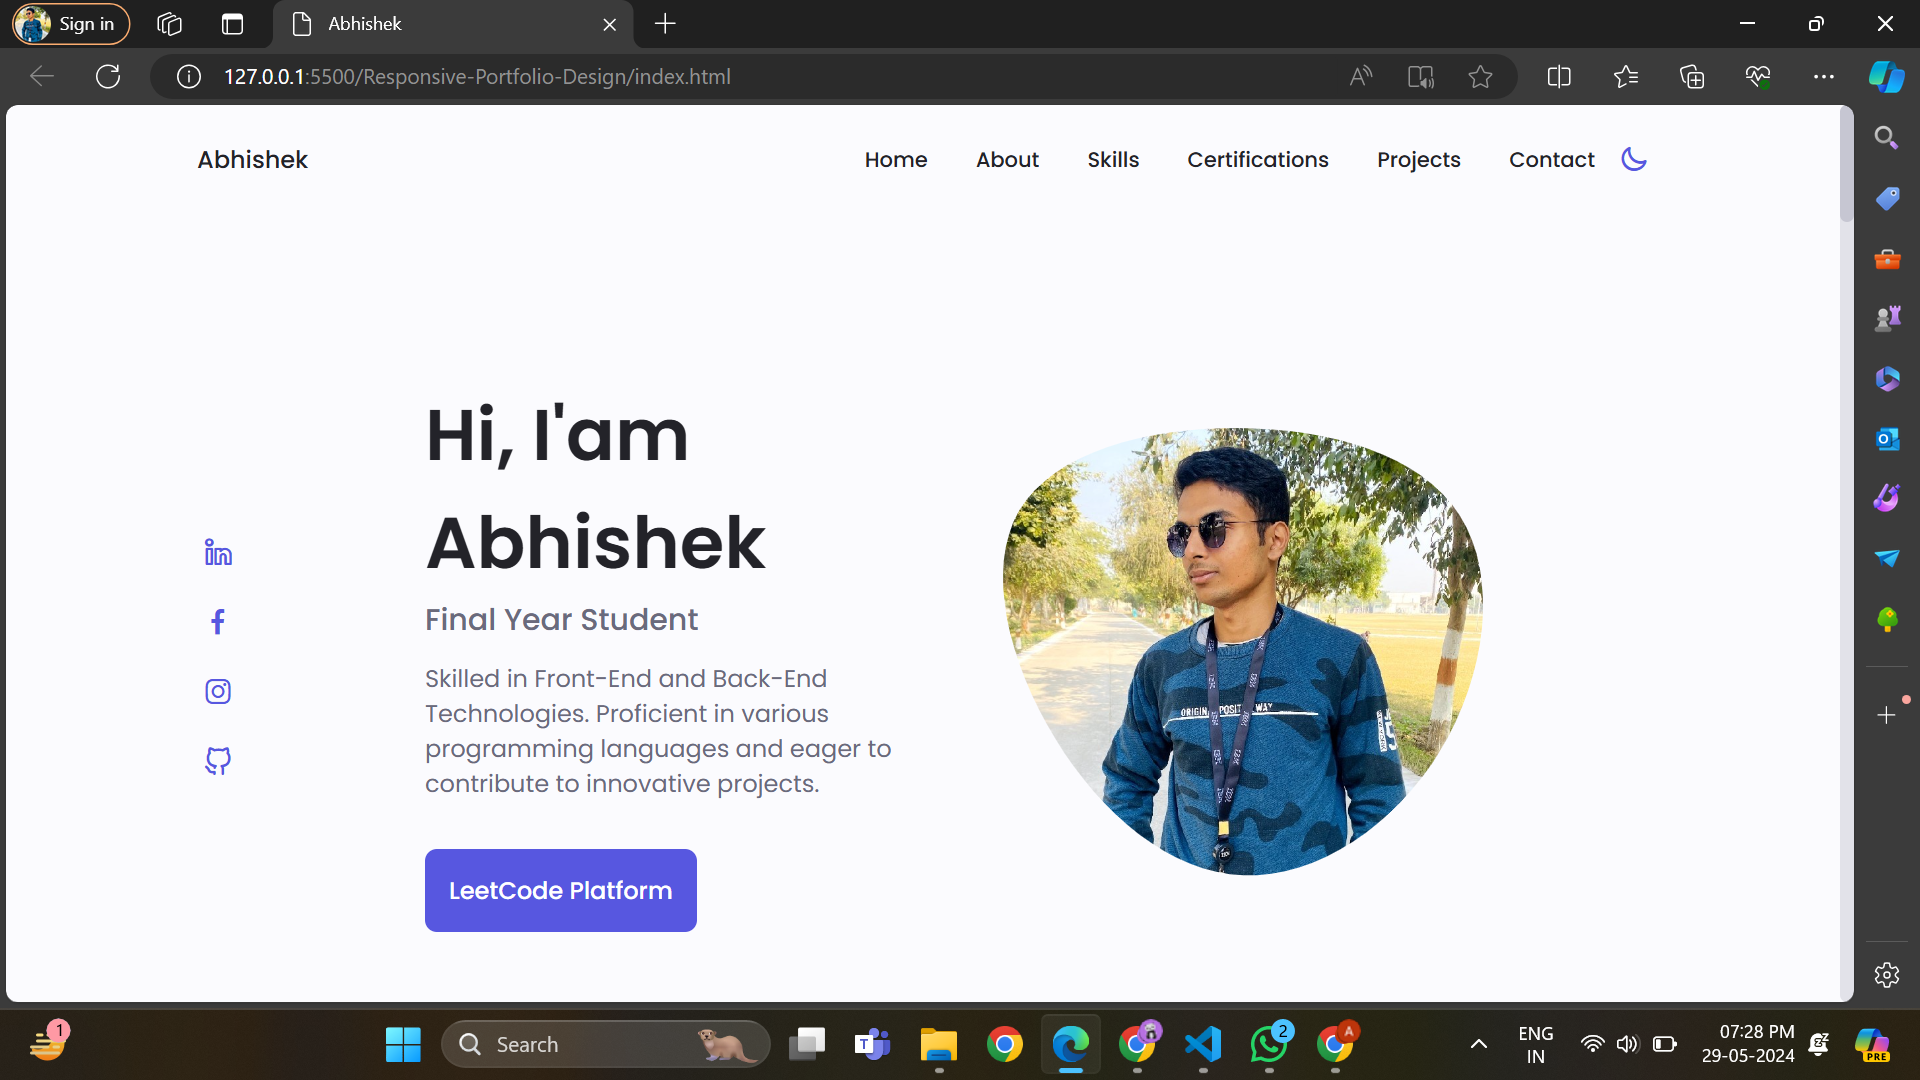 Sign in
Abhishek
127.0.0.1:5500/Responsive-Portfolio-Design/index.html
Abhishek
Home
About
Skills
Certifications
Projects
Contact
Hi, I'am
Abhishek
Final Year Student
Skilled in Front-End and Back-End
Technologies. Proficient in various
programming languages and eager to
contribute to innovative projects.
LeetCode Platform
1
Search
T
2
A
ENG
IN
07:28 PM
29-05-2024
PRE